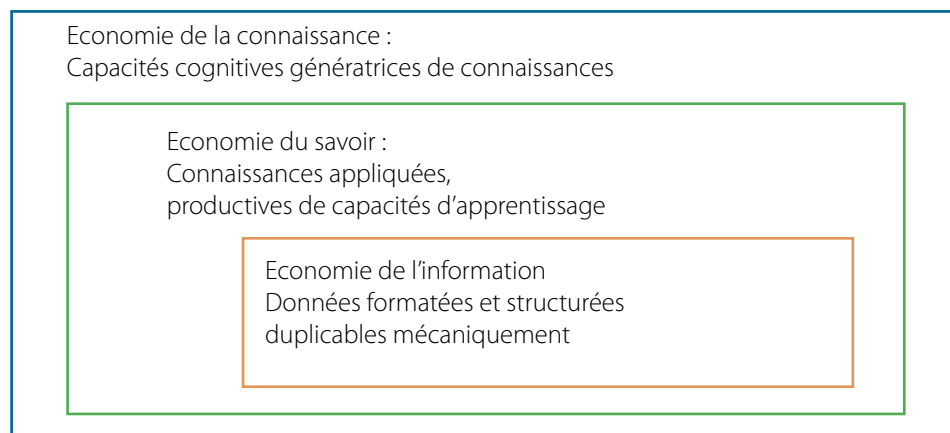 Economie de la connaissance :
Capacités cognitives génératrices de connaissances
Economie du savoir :
Connaissances appliquées,
productives de capacités d’apprentissage
Economie de l’information
Données formatées et structurées
duplicables mécaniquement